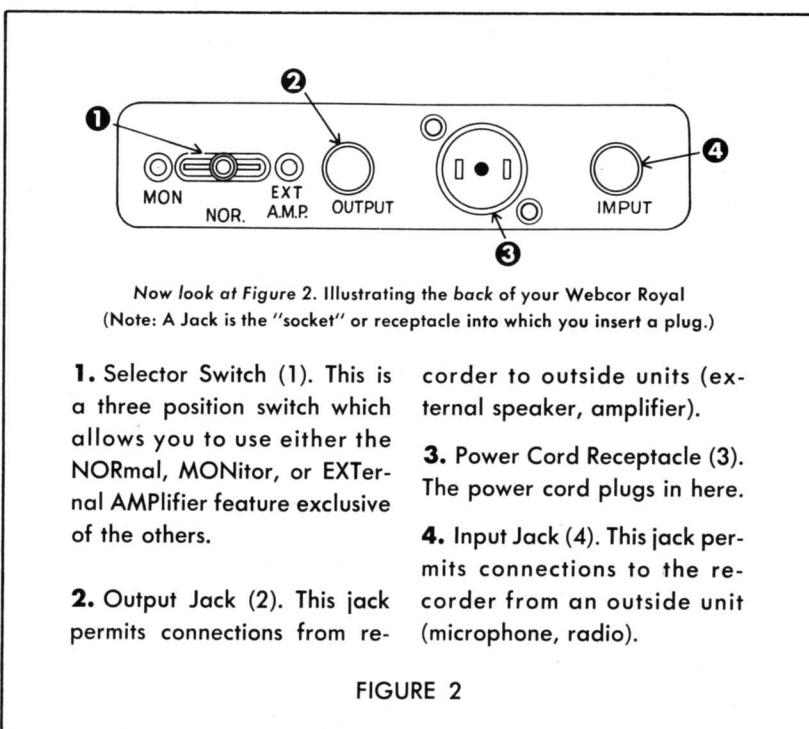 ❷
❶
❹
MON
NOR.
EXT
A.M.P.
OUTPUT
IMPUT
❸
Now look at Figure 2. Illustrating the back of your Webcor Royal
(Note: A Jack is the "socket" or receptacle into which you insert a plug.)
1. Selector Switch (1). This is
a three position switch which
allows you to use either the
NORmal, MONitor, or EXTer-
nal AMPlifier feature exclusive
of the others.
2. Output Jack (2). This jack
permits connections from re-
corder to outside units (ex-
ternal speaker, amplifier).
3. Power Cord Receptacle (3).
The power cord plugs in here.
4. Input Jack (4). This jack per-
mits connections to the re-
corder from an outside unit
(microphone, radio).
FIGURE 2